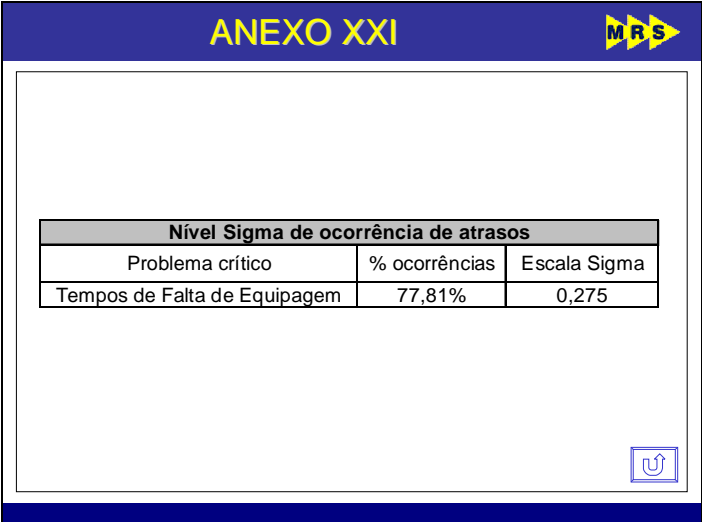 ANEXO XXI
MRS
Nível Sigma de ocorrência de atrasos
Problema crítico % ocorrências Escala Sigma
Tempos de Falta de Equipagem 77,81% 0,275